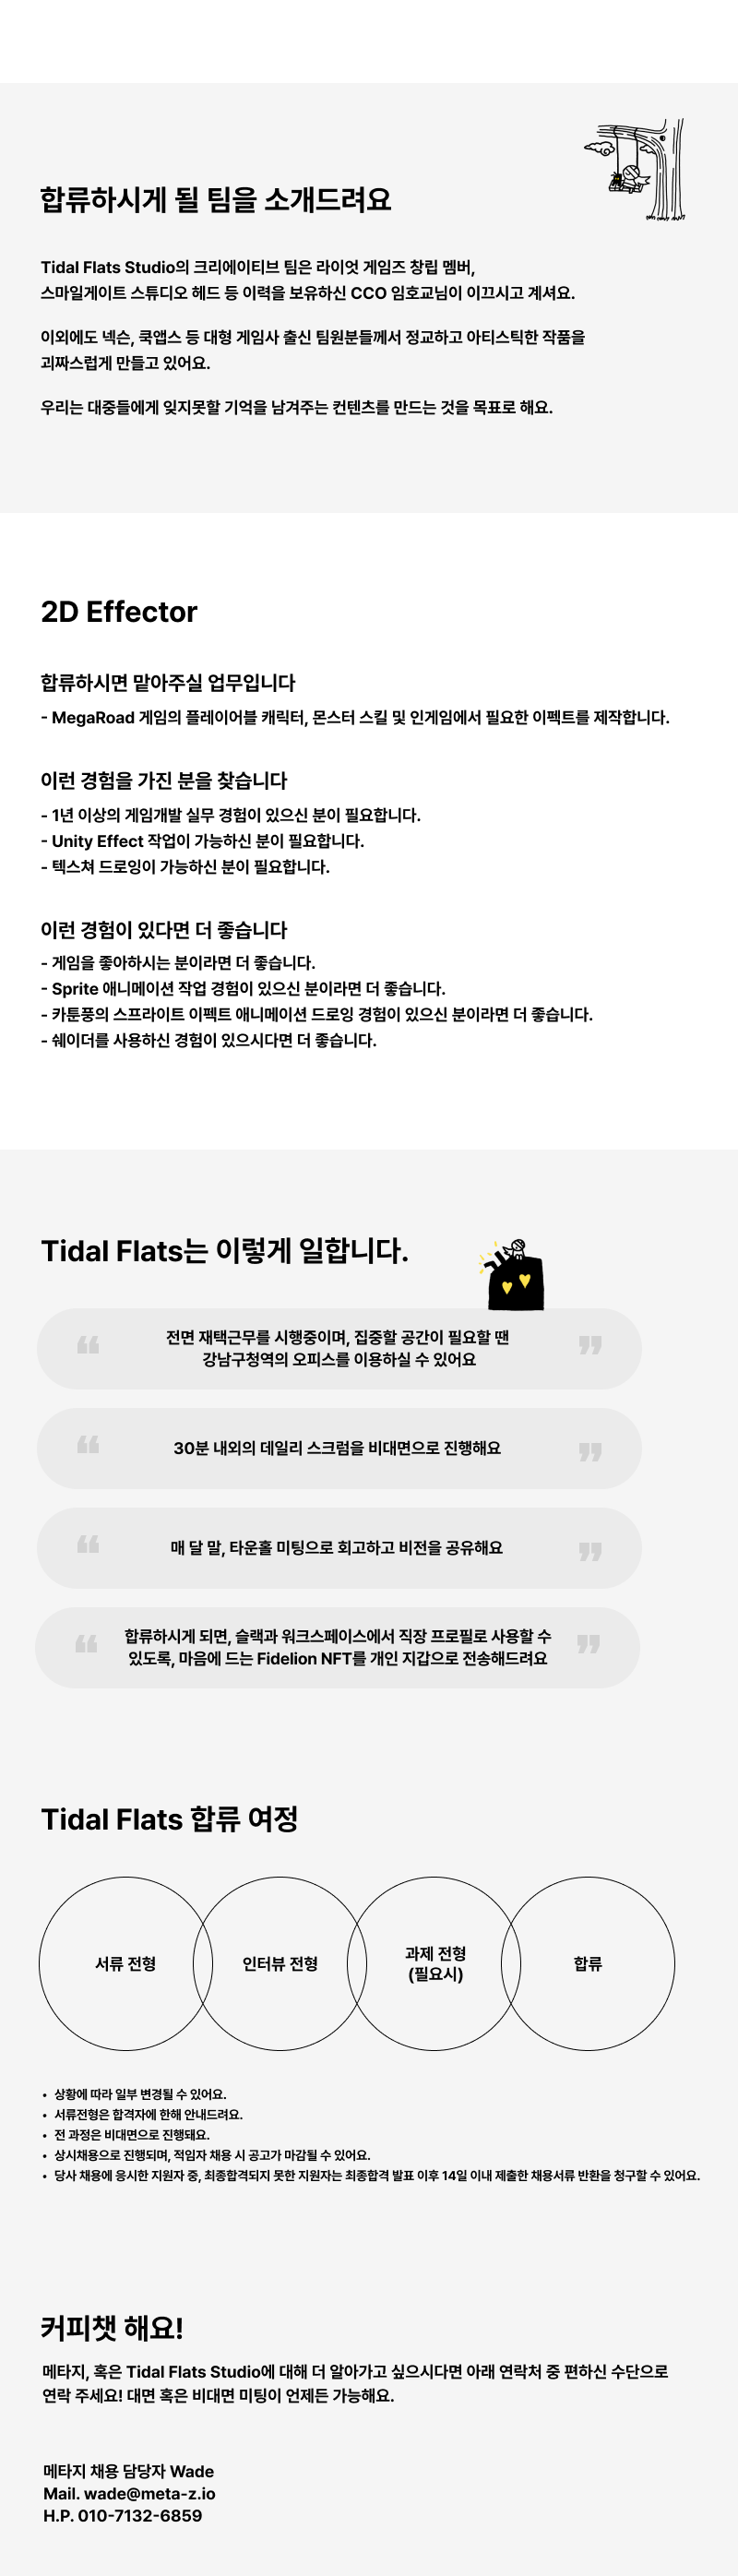 합류하시게 될 팀을 소개드려요
Tidal Flats Studio의 크리에이티브 팀은 라이엇 게임즈 창립 멤버,
스마일게이트 스튜디오 헤드 등 이력을 보유하신 CCO 임호교님이 이끄시고 계셔요.
이외에도 넥슨, 쿡앱스 등 대형 게임사 출신 팀원분들께서 정교하고 아티스틱한 작품을
괴짜스럽게 만들고 있어요.
우리는 대중들에게 잊지못할 기억을 남겨주는 컨텐츠를 만드는 것을 목표로 해요.
2D Effector
합류하시면 맡아주실 업무입니다
- MegaRoad 게임의 플레이어블 캐릭터, 몬스터 스킬 및 인게임에서 필요한 이펙트를 제작합니다.
이런 경험을 가진 분을 찾습니다
- 1년 이상의 게임개발 실무 경험이 있으신 분이 필요합니다.
- Unity Effect 작업이 가능하신 분이 필요합니다.
- 텍스쳐 드로잉이 가능하신 분이 필요합니다.
이런 경험이 있다면 더 좋습니다
- 게임을 좋아하시는 분이라면 더 좋습니다.
- Sprite 애니메이션 작업 경험이 있으신 분이라면 더 좋습니다.
- 카툰풍의 스프라이트 이펙트 애니메이션 드로잉 경험이 있으신 분이라면 더 좋습니다.
- 쉐이더를 사용하신 경험이 있으시다면 더 좋습니다.
Tidal Flats는 이렇게 일합니다.
전면 재택근무를 시행중이며, 집중할 공간이 필요할 땐
강남구청역의 오피스를 이용하실 수 있어요
30분 내외의 데일리 스크럼을 비대면으로 진행해요
매 달 말, 타운홀 미팅으로 회고하고 비전을 공유해요
합류하시게 되면, 슬랙과 워크스페이스에서 직장 프로필로 사용할 수
있도록, 마음에 드는 Fidelion NFT를 개인 지갑으로 전송해드려요
Tidal Flats 합류 여정
서류 전형
인터뷰 전형
과제 전형
(필요시)
합류
• 상황에 따라 일부 변경될 수 있어요.
• 서류전형은 합격자에 한해 안내드려요.
• 전 과정은 비대면으로 진행돼요.
• 상시채용으로 진행되며, 적임자 채용 시 공고가 마감될 수 있어요.
• 당사 채용에 응시한 지원자 중, 최종합격되지 못한 지원자는 최종합격 발표 이후 14일 이내 제출한 채용서류 반환을 청구할 수 있어요.
커피챗 해요!
메타지, 혹은 Tidal Flats Studio에 대해 더 알아가고 싶으시다면 아래 연락처 중 편하신 수단으로
연락 주세요! 대면 혹은 비대면 미팅이 언제든 가능해요.
메타지 채용 담당자 Wade
Mail. wade@meta-z.io
H.P. 010-7132-6859